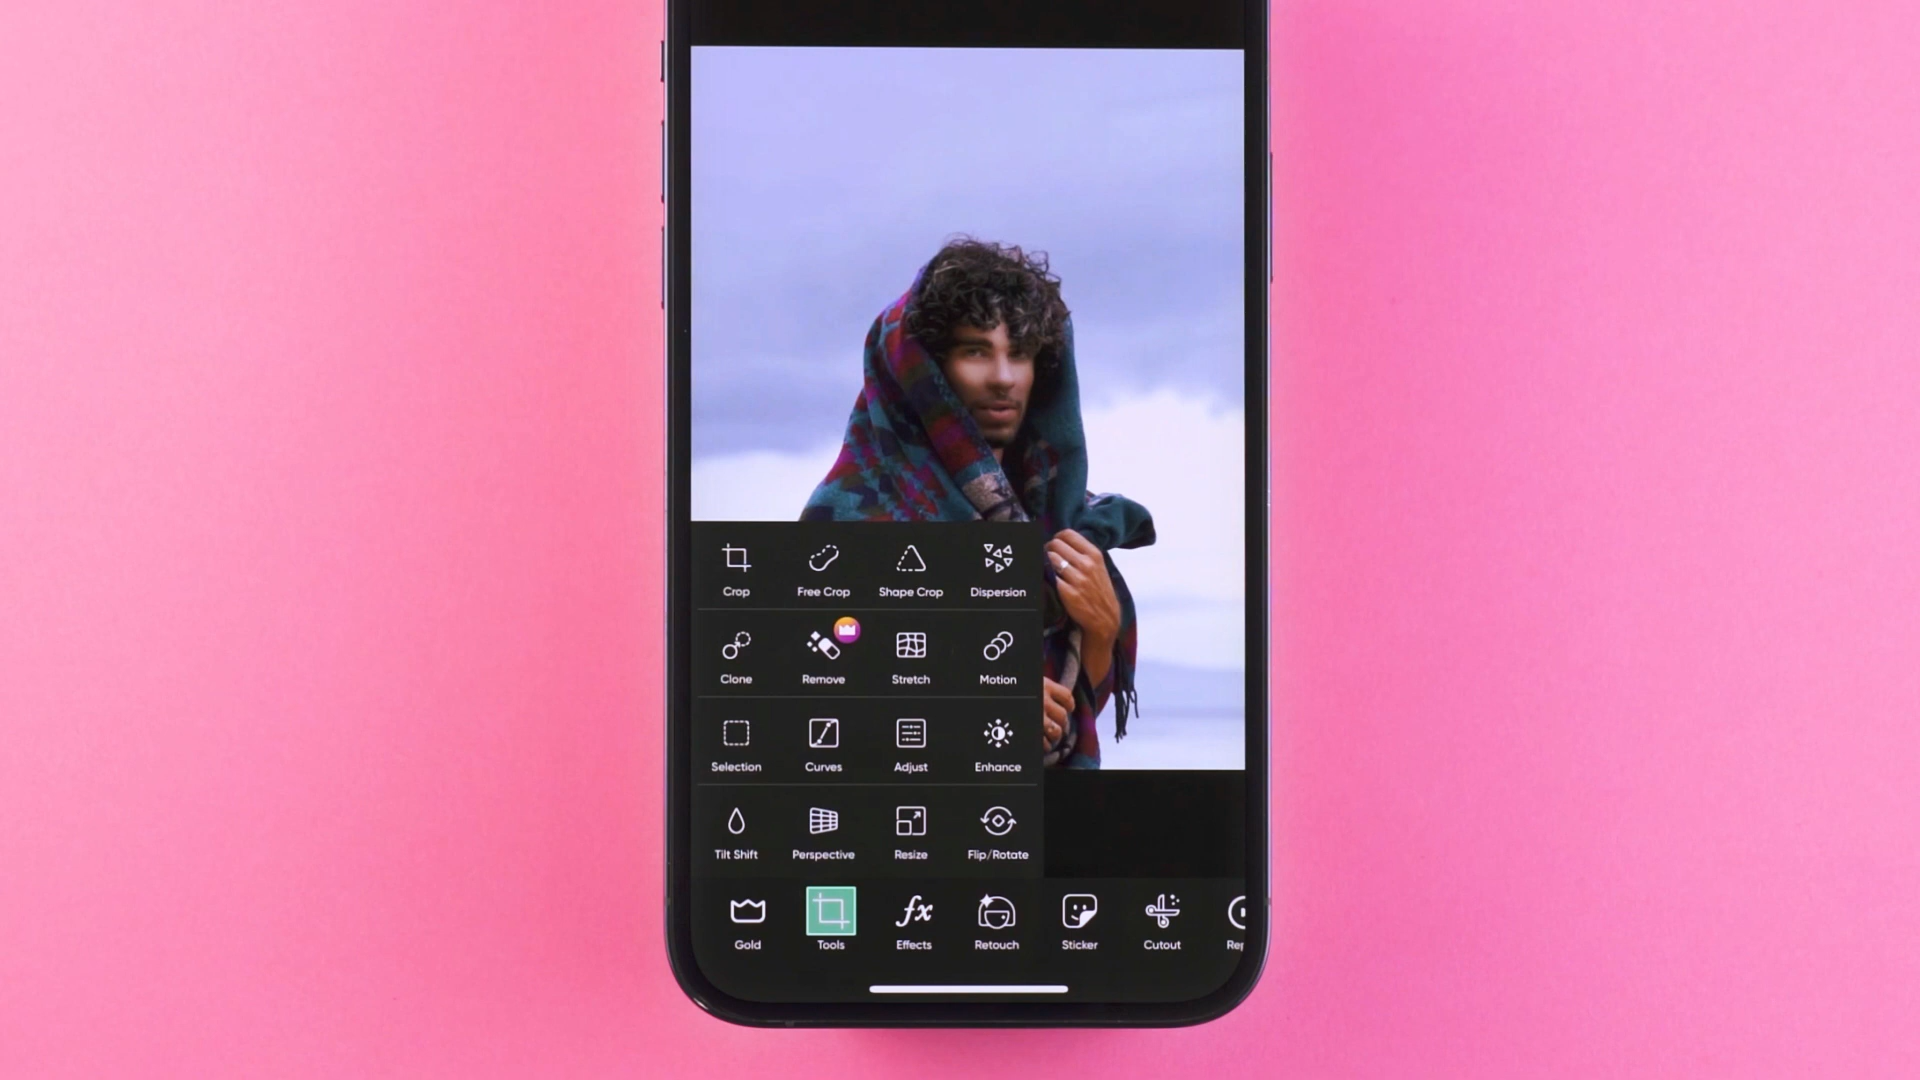 Crop Free Crop Shape Crop Dispersion
Clone Remove Stretch Motion
Selection Curves Adjust Enhance
Tilt Shift Perspective Resize Flip/Rotate
Gold Tools Effects Retouch Sticker Cutout